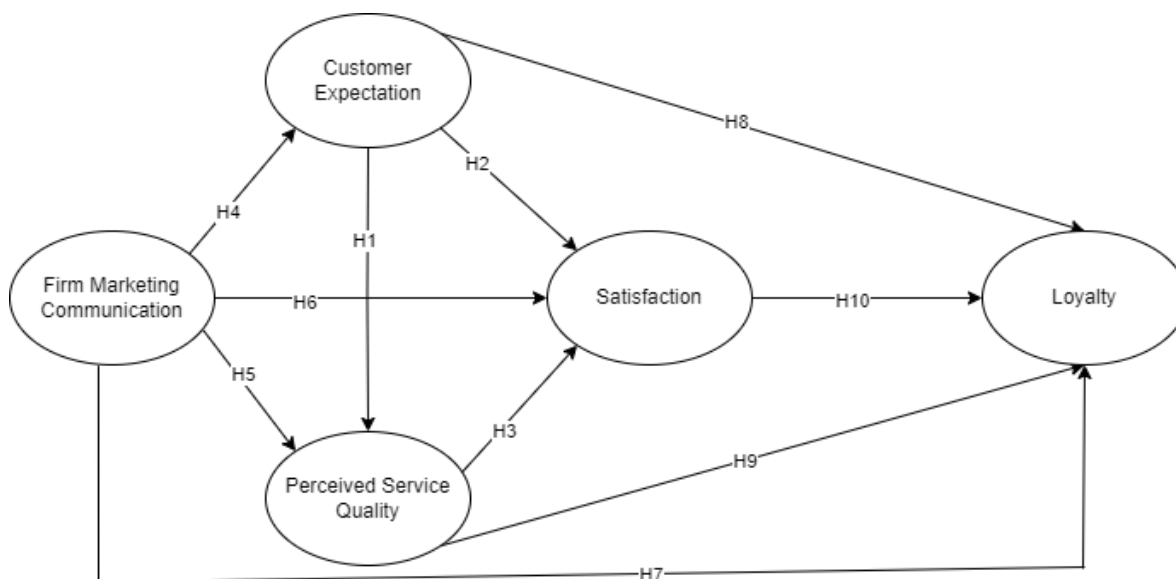 Customer
Expectation
H8
H2
H4
H1
Firm Marketing
Communication
H6
Satisfaction
H10
Loyalty
H5
H3
H9
Perceived Service
Quality
H7